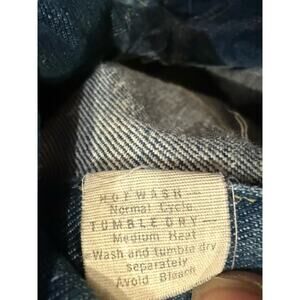 HOT WASH
Normal Cycle
TUMBLE DRY—
Medium Heat
Wash and tumble dry
separately
Avoid Bleach